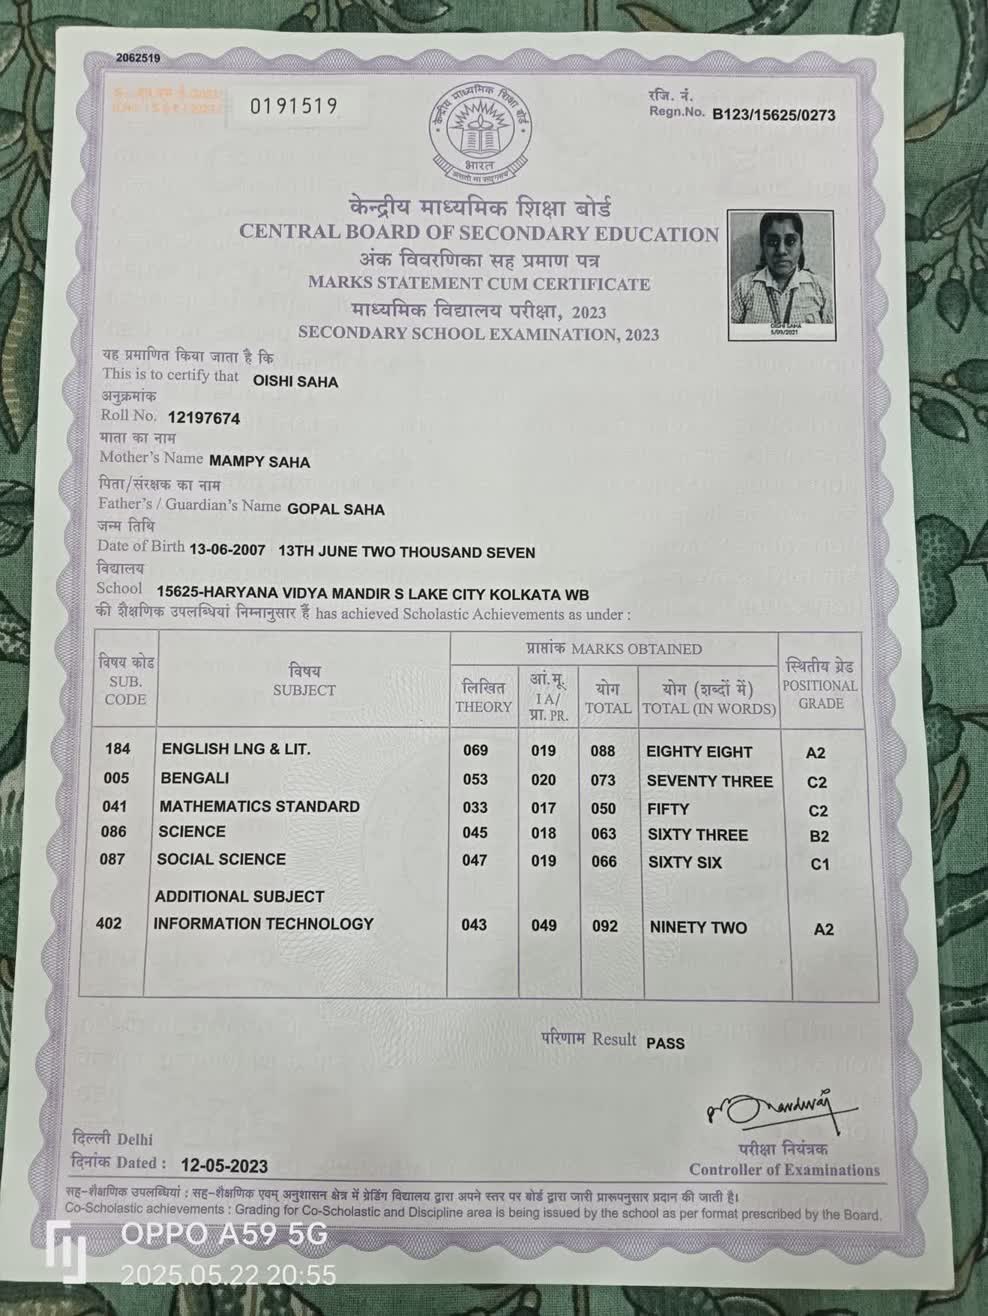 2062519
0191519
रजि. नं.
Regn.No. B123/15625/0273
केन्द्रीय माध्यमिक शिक्षा बोर्ड
भारत
केन्द्रीय माध्यमिक शिक्षा बोर्ड
CENTRAL BOARD OF SECONDARY EDUCATION
अंक विवरणिका सह प्रमाण पत्र
MARKS STATEMENT CUM CERTIFICATE
माध्यमिक विद्यालय परीक्षा, 2023
SECONDARY SCHOOL EXAMINATION, 2023
OISHI SAHA
5/09/2021
यह प्रमाणित किया जाता है कि
This is to certify that OISHI SAHA
अनुक्रमांक
Roll No. 12197674
माता का नाम
Mother's Name MAMPY SAHA
पिता/संरक्षक का नाम
Father's / Guardian's Name GOPAL SAHA
जन्म तिथि
Date of Birth 13-06-2007 13TH JUNE TWO THOUSAND SEVEN
विद्यालय
School 15625-HARYANA VIDYA MANDIR S LAKE CITY KOLKATA WB
की शैक्षणिक उपलब्धियां निम्नानुसार हैं has achieved Scholastic Achievements as under :
विषय कोड SUB. CODE विषय SUBJECT प्राप्तांक MARKS OBTAINED स्थितीय ग्रेड POSITIONAL GRADE
लिखित THEORY आं.मू. I A/ प्रा. PR. योग TOTAL योग (शब्दों में) TOTAL (IN WORDS)
184 ENGLISH LNG & LIT. 069 019 088 EIGHTY EIGHT A2
005 BENGALI 053 020 073 SEVENTY THREE C2
041 MATHEMATICS STANDARD 033 017 050 FIFTY C2
086 SCIENCE 045 018 063 SIXTY THREE B2
087 SOCIAL SCIENCE 047 019 066 SIXTY SIX C1
ADDITIONAL SUBJECT
402 INFORMATION TECHNOLOGY 043 049 092 NINETY TWO A2
परिणाम Result PASS
दिल्ली Delhi
दिनांक Dated : 12-05-2023
परीक्षा नियंत्रक
Controller of Examinations
सह-शैक्षणिक उपलब्धियां : सह-शैक्षणिक एवम् अनुशासन क्षेत्र में ग्रेडिंग विद्यालय द्वारा अपने स्तर पर बोर्ड द्वारा जारी प्रारूपनुसार प्रदान की जाती है।
Co-Scholastic achievements : Grading for Co-Scholastic and Discipline area is being issued by the school as per format prescribed by the Board.
OPPO A59 5G
2025.05.22 20:55